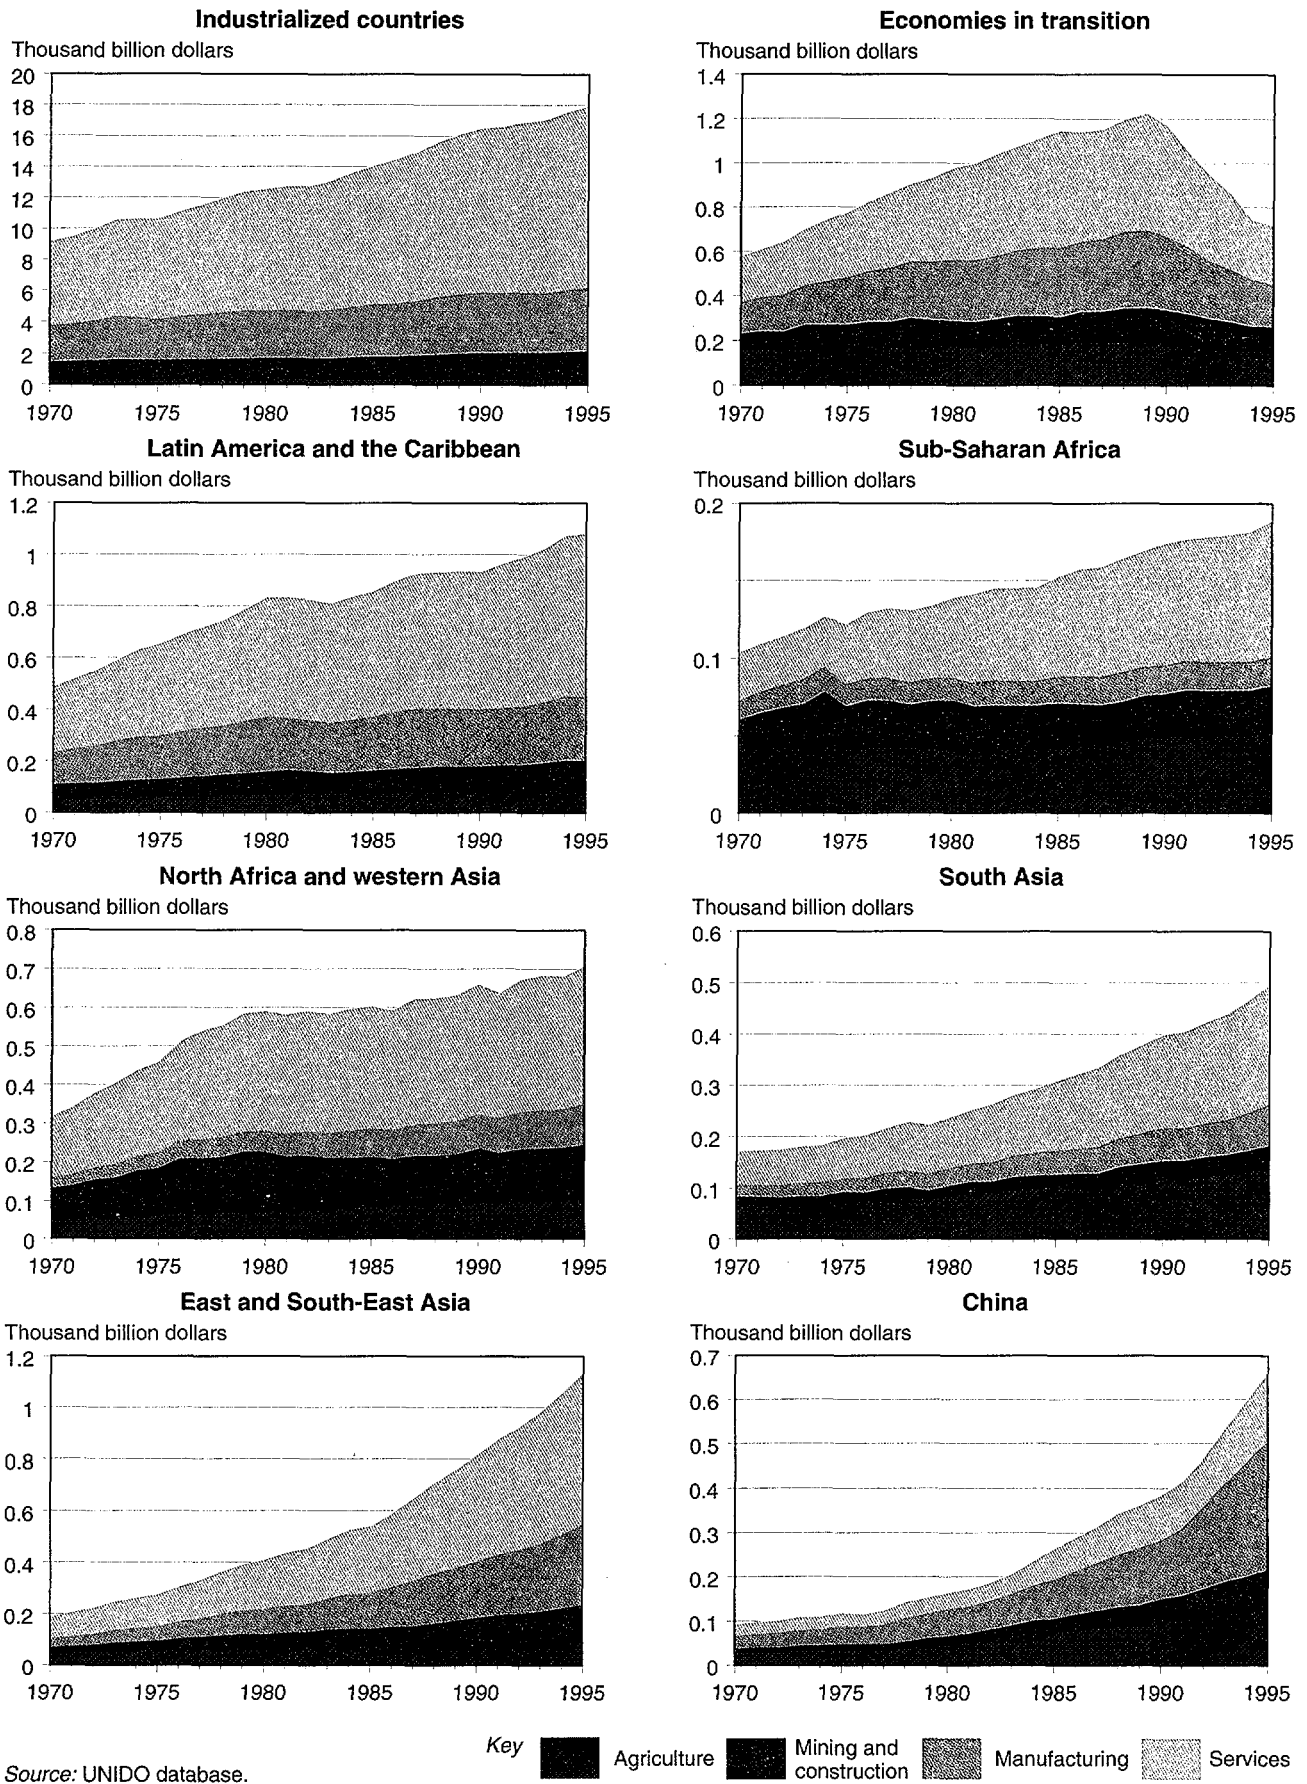 Industrialized countries
Thousand billion dollars
20
18
16
14
12
10
8
6
4
2
0
1970 1975 1980 1985 1990 1995
Economies in transition
Thousand billion dollars
1.4
1.2
1
0.8
0.6
0.4
0.2
0
1970 1975 1980 1985 1990 1995
Latin America and the Caribbean
Thousand billion dollars
1.2
1
0.8
0.6
0.4
0.2
0
1970 1975 1980 1985 1990 1995
Sub-Saharan Africa
Thousand billion dollars
0.2
0.1
0
1970 1975 1980 1985 1990 1995
North Africa and western Asia
Thousand billion dollars
0.8
0.7
0.6
0.5
0.4
0.3
0.2
0.1
0
1970 1975 1980 1985 1990 1995
South Asia
Thousand billion dollars
0.6
0.5
0.4
0.3
0.2
0.1
0
1970 1975 1980 1985 1990 1995
East and South-East Asia
Thousand billion dollars
1.2
1
0.8
0.6
0.4
0.2
0
1970 1975 1980 1985 1990 1995
China
Thousand billion dollars
0.7
0.6
0.5
0.4
0.3
0.2
0.1
0
1970 1975 1980 1985 1990 1995
Key
Agriculture
Mining and
construction
Manufacturing
Services
Source: UNIDO database.